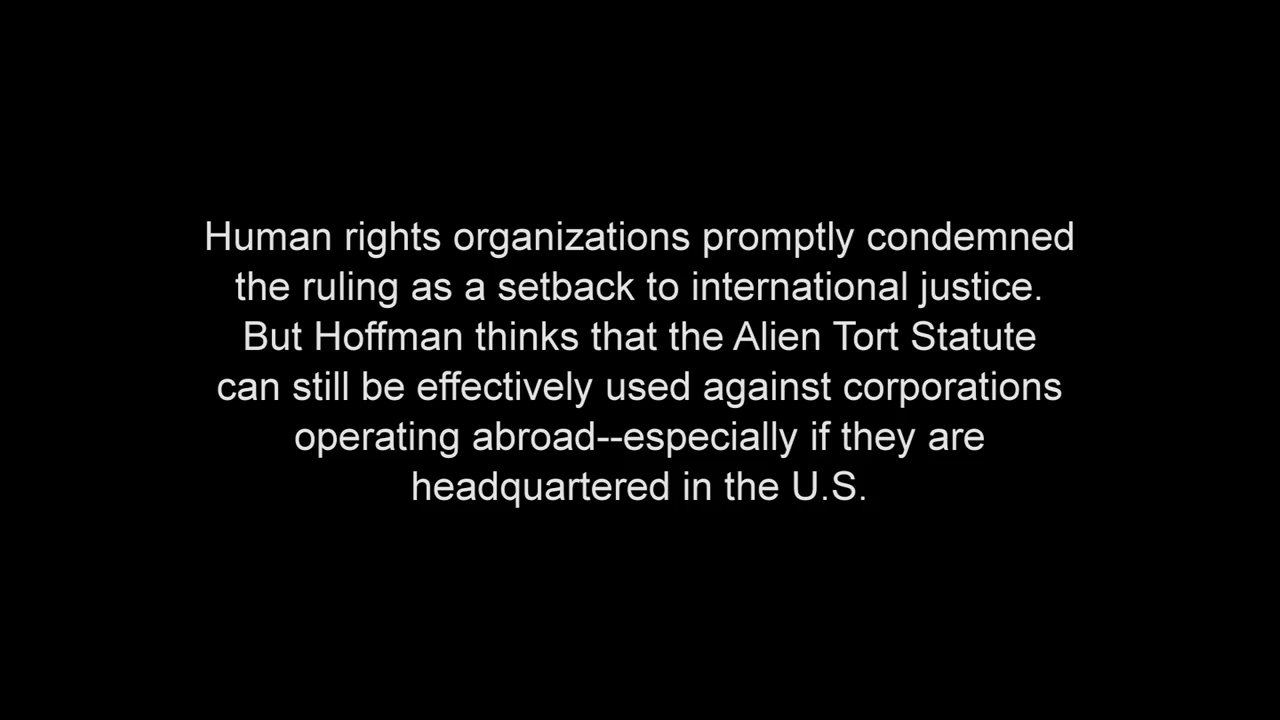 Human rights organizations promptly condemned
the ruling as a setback to international justice.
But Hoffman thinks that the Alien Tort Statute
can still be effectively used against corporations
operating abroad--especially if they are
headquartered in the U.S.